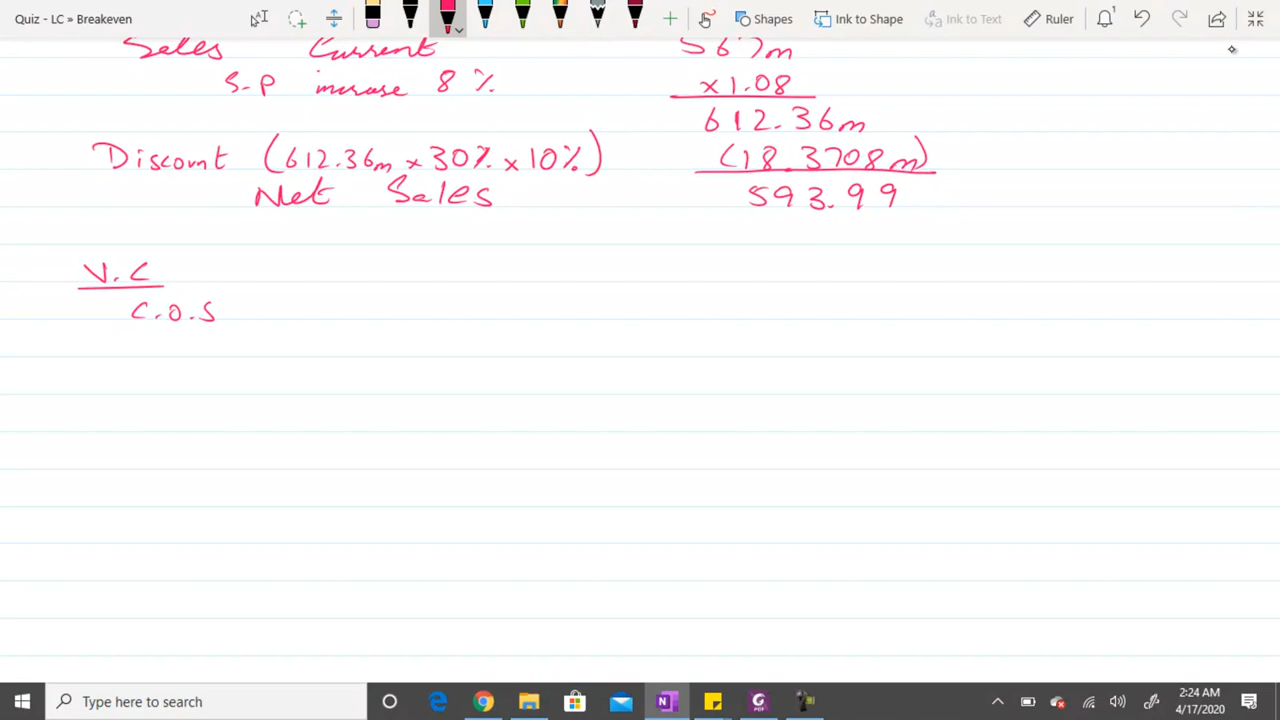 Quiz - LC » Breakeven
Shapes
Ink to Shape
Ink to Text
Ruler
Sales Current 567m
S.P increase 8 % x1.08
612.36m
Discount (612.36m x 30% x 10%) (18.3708m)
Net Sales 593.99
V.C
C.O.S
Type here to search
N
PDF
2:24 AM
4/17/2020